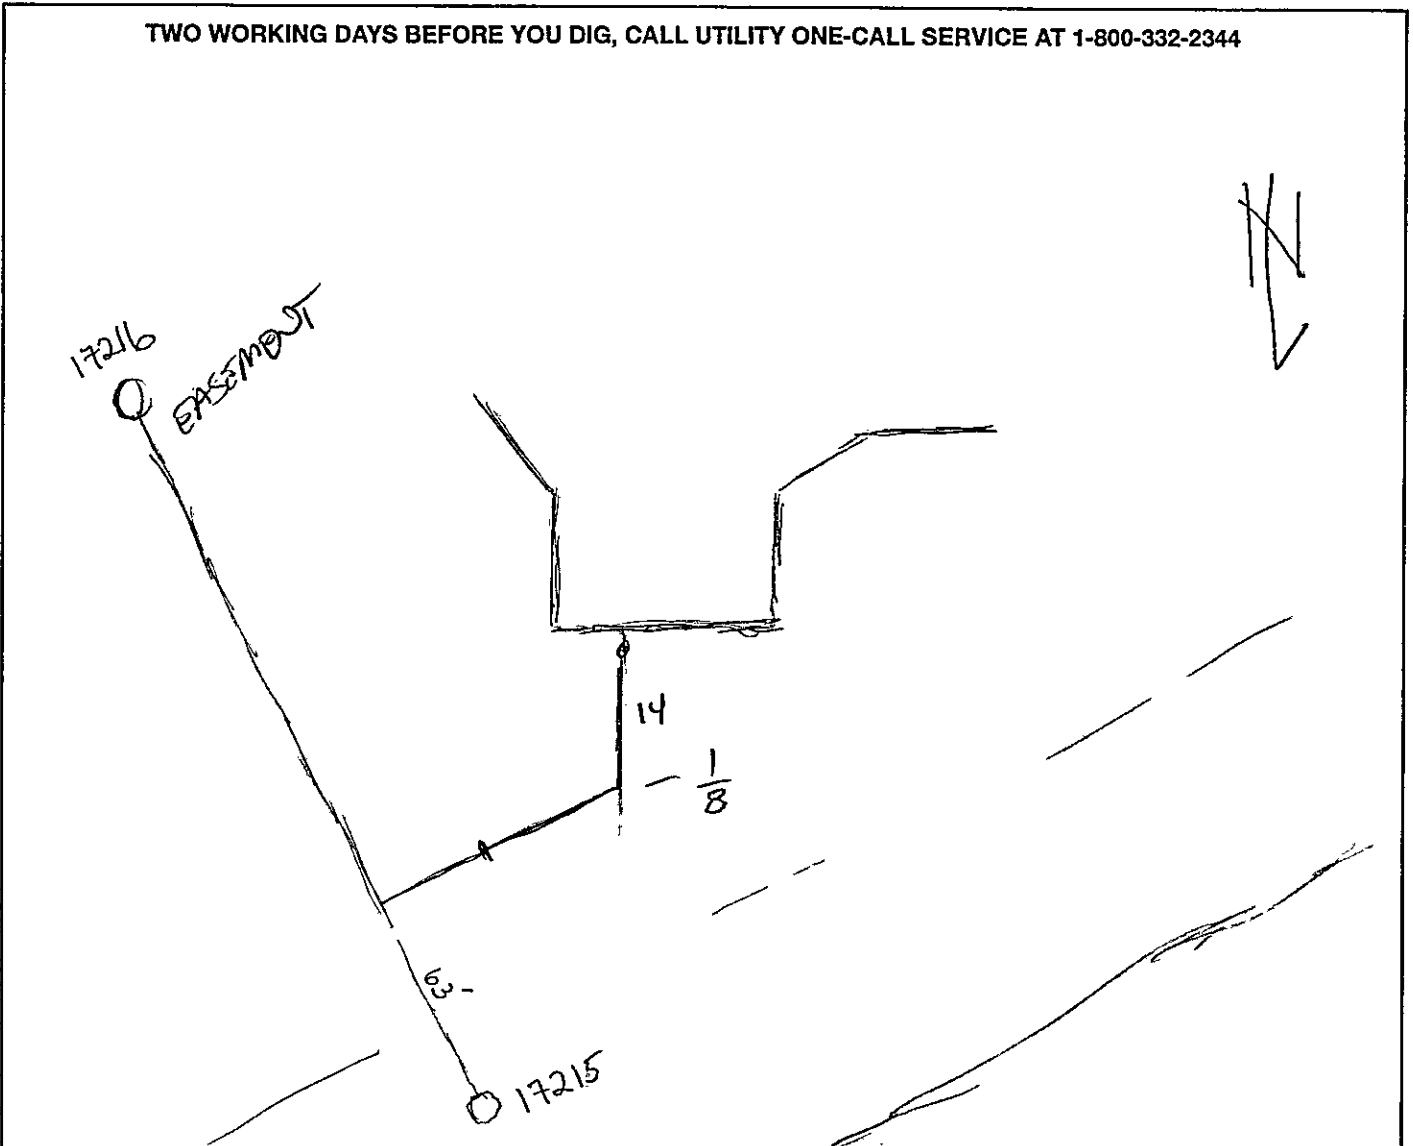 TWO WORKING DAYS BEFORE YOU DIG, CALL UTILITY ONE-CALL SERVICE AT 1-800-332-2344
N
17216
EASEMENT
14
1/8
63-
17215